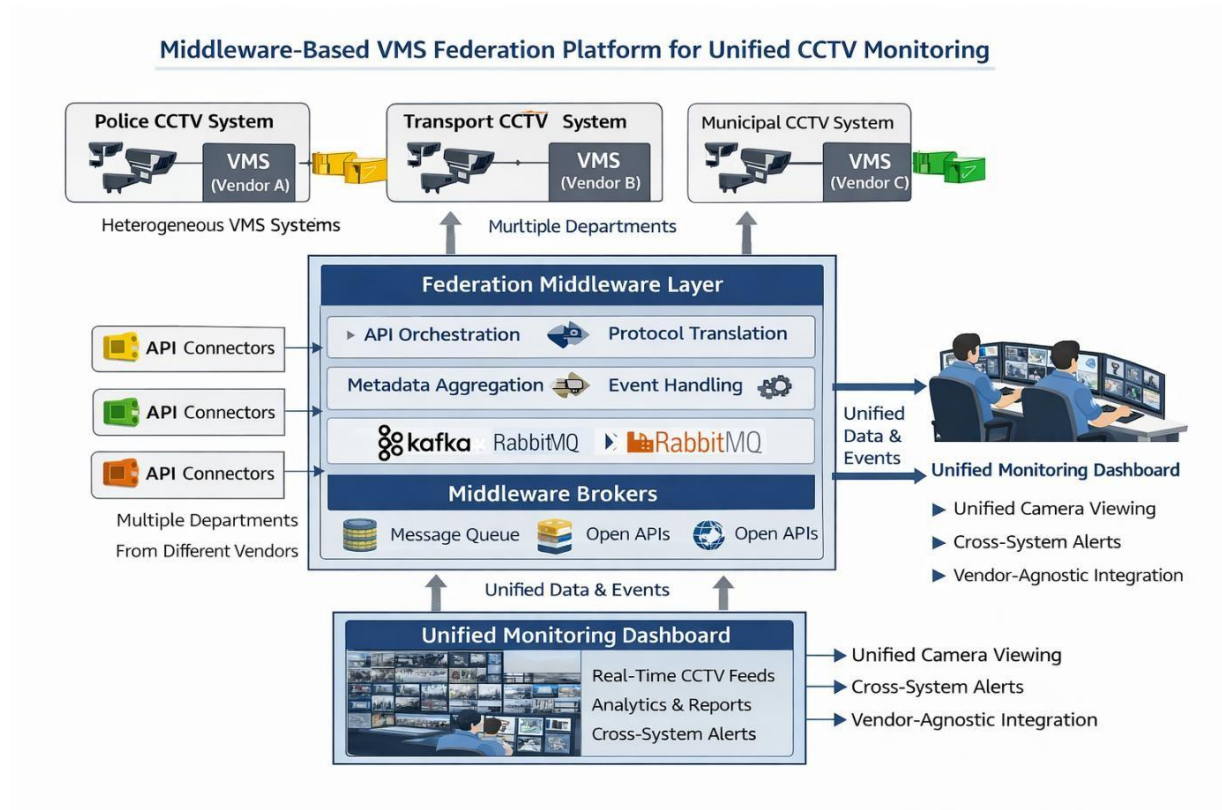 Middleware-Based VMS Federation Platform for Unified CCTV Monitoring
Police CCTV System
VMS
(Vendor A)
Transport CCTV System
VMS
(Vendor B)
Municipal CCTV System
VMS
(Vendor C)
Heterogeneous VMS Systems
Murltiple Departments
Federation Middleware Layer
API Orchestration
Protocol Translation
Metadata Aggregation
Event Handling
kafka
RabbitMQ
RabbitMQ
Middleware Brokers
Message Queue
Open APIs
Open APIs
API Connectors
API Connectors
API Connectors
Multiple Departments
From Different Vendors
Unified
Data &
Events
Unified Monitoring Dashboard
Unified Camera Viewing
Cross-System Alerts
Vendor-Agnostic Integration
Unified Data & Events
Unified Monitoring Dashboard
Real-Time CCTV Feeds
Analytics & Reports
Cross-System Alerts
Unified Camera Viewing
Cross-System Alerts
Vendor-Agnostic Integration